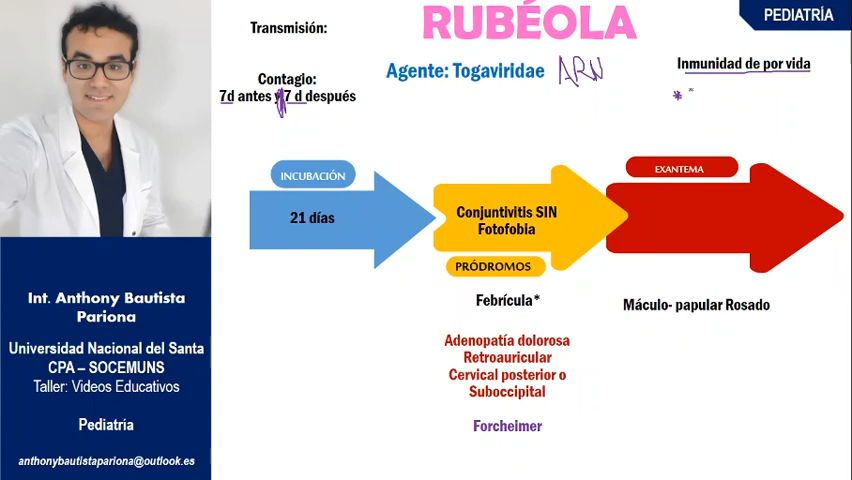 RUBÉOLA
PEDIATRÍA
Transmisión:
Agente: Togaviridae ARN
Inmunidad de por vida
Contagio:
7d antes y 7 d después
INCUBACIÓN
21 días
Conjuntivitis SIN
Fotofobia
PRÓDROMOS
Febrícula*
Adenopatía dolorosa
Retroauricular
Cervical posterior o
Suboccipital
Forcheimer
EXANTEMA
Máculo- papular Rosado
Int. Anthony Bautista
Pariona
Universidad Nacional del Santa
CPA – SOCEMUNS
Taller: Videos Educativos
Pediatría
anthonybautistapariona@outlook.es